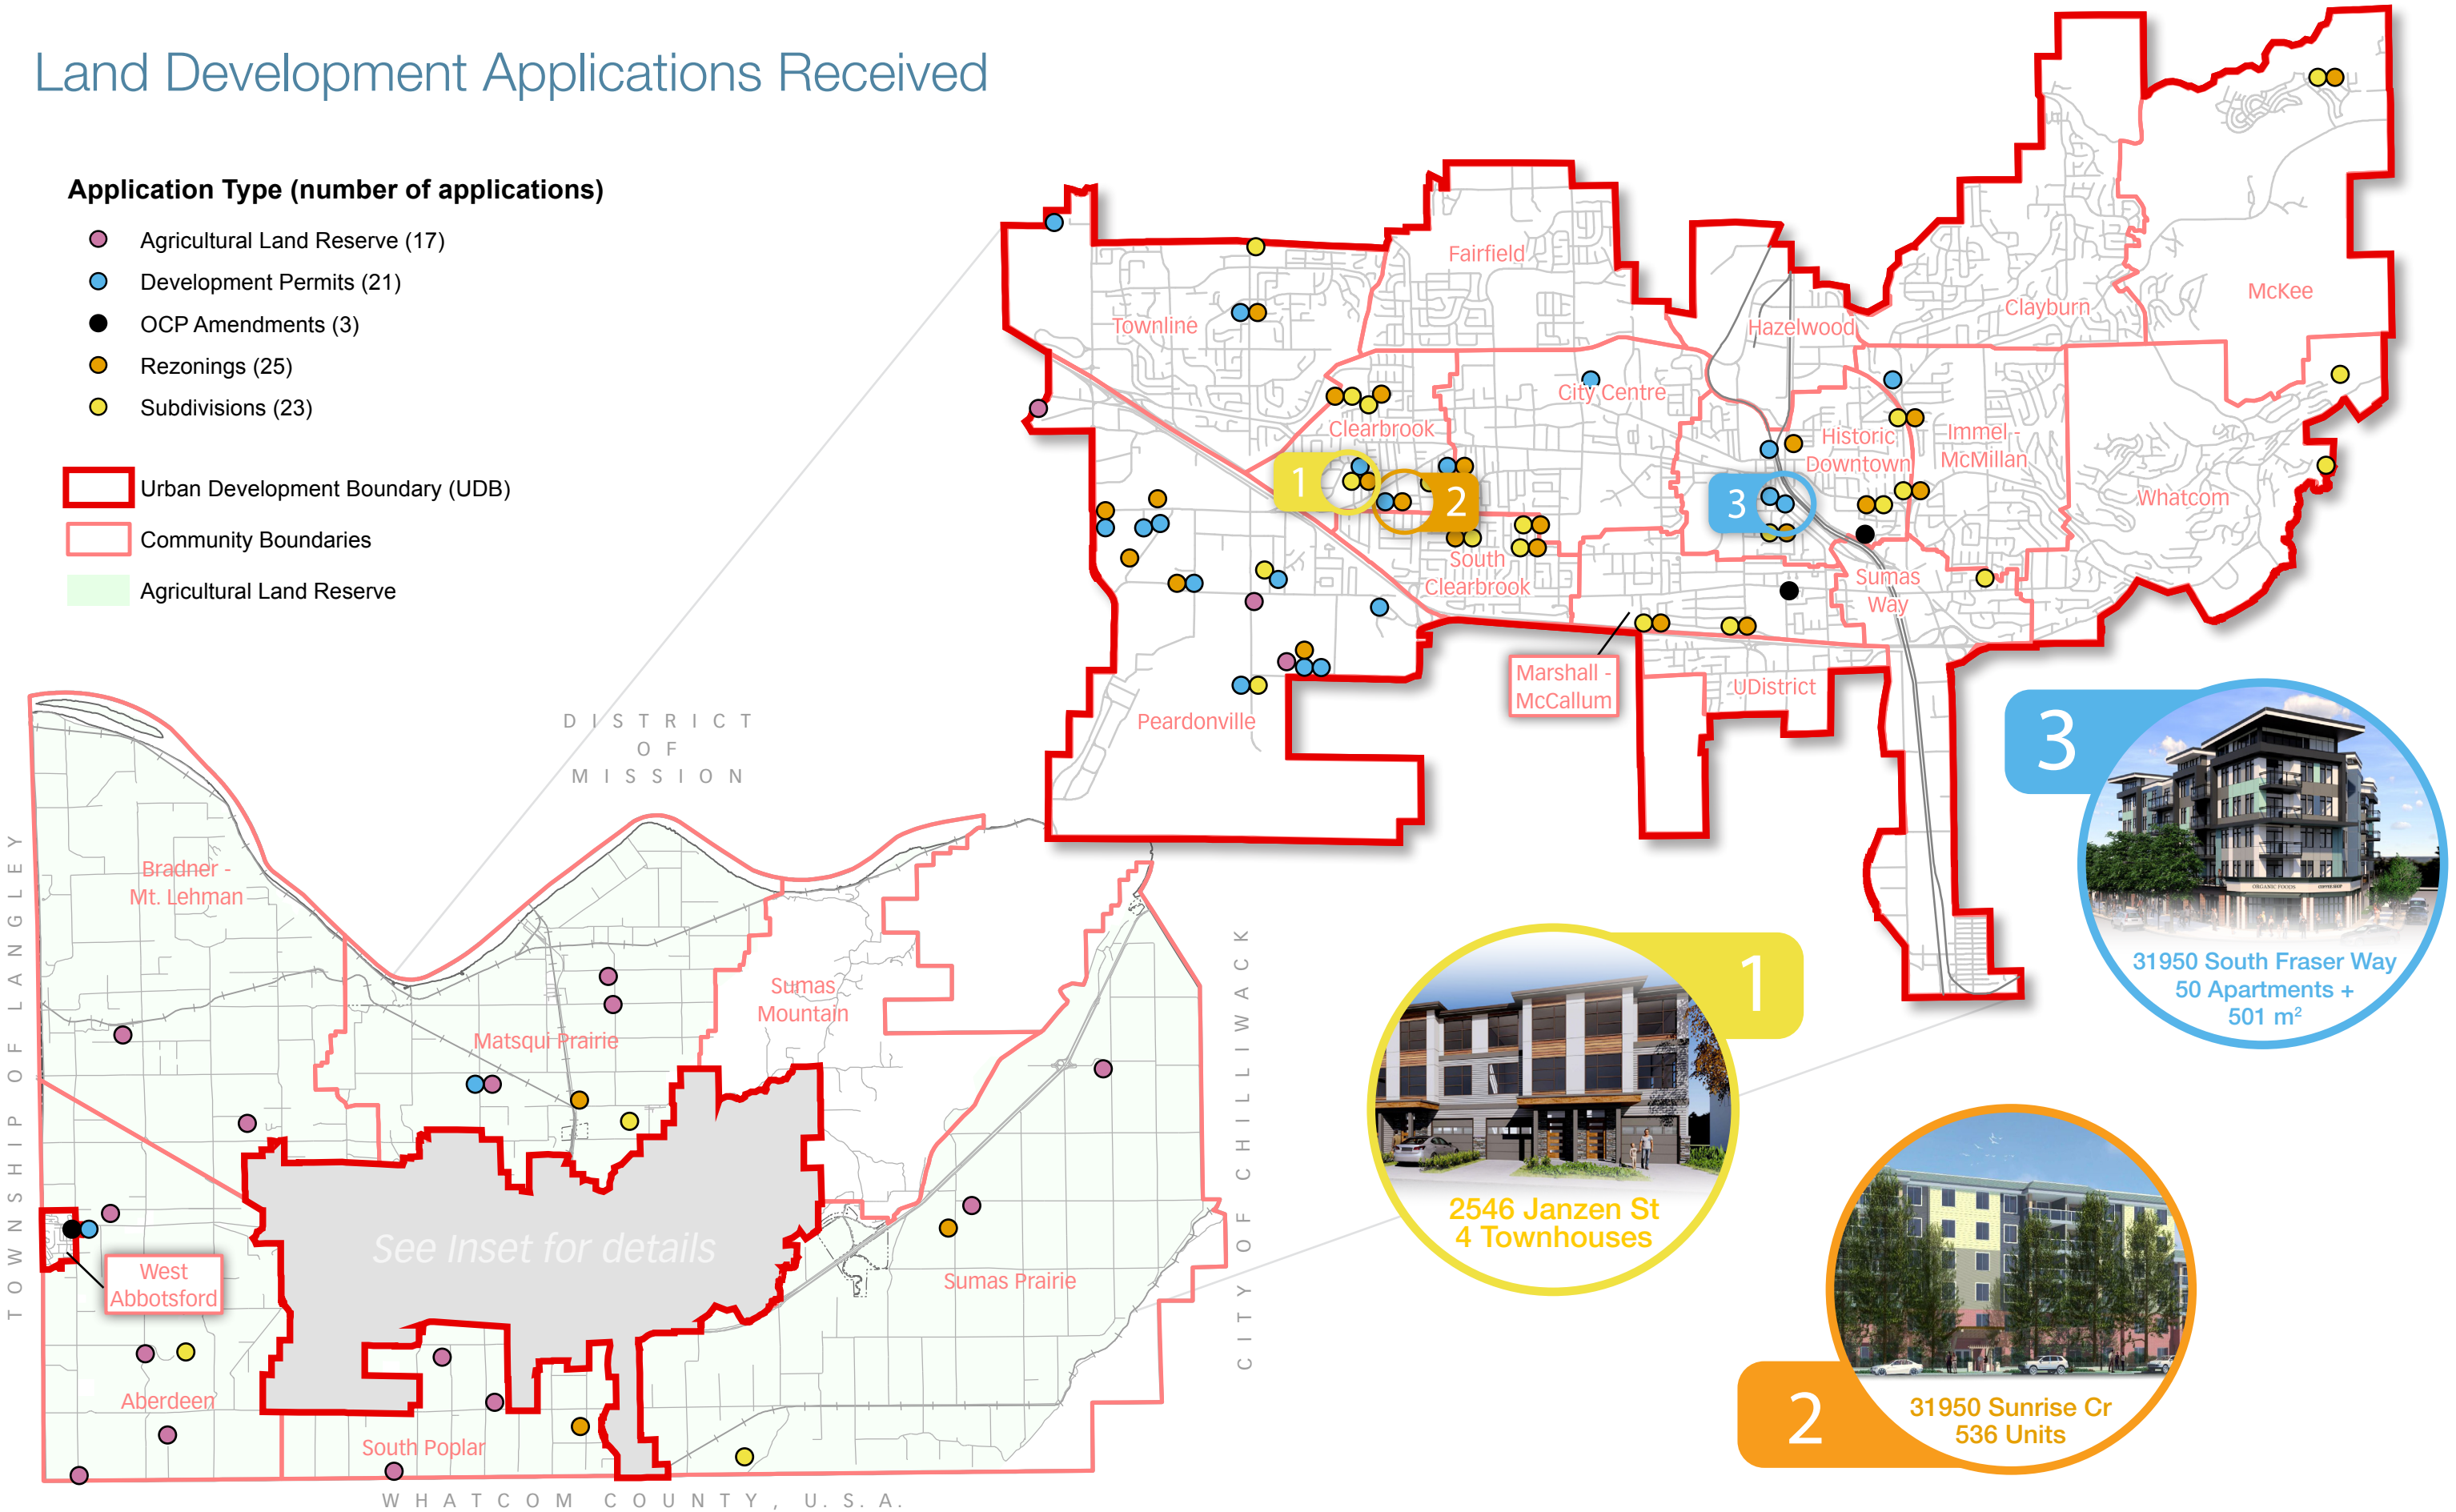 Land Development Applications Received
Application Type (number of applications)
Agricultural Land Reserve (17)
Development Permits (21)
OCP Amendments (3)
Rezonings (25)
Subdivisions (23)
Urban Development Boundary (UDB)
Community Boundaries
Agricultural Land Reserve
Fairfield
Townline
Hazelwood
Clayburn
McKee
City Centre
Clearbrook
Historic
Downtown
Immel -
McMillan
Whatcom
1
2
3
South
Clearbrook
Sumas
Way
Marshall -
McCallum
UDistrict
Peardonville
DISTRICT
OF
MISSION
TOWNSHIP OF LANGLEY
CITY OF CHILLIWACK
WHATCOM COUNTY, U.S.A.
Bradner -
Mt. Lehman
Matsqui Prairie
Sumas
Mountain
See Inset for details
West
Abbotsford
Sumas Prairie
Aberdeen
South Poplar
3
ORGANIC FOODS
COFFEE SHOP
31950 South Fraser Way
50 Apartments +
501 m²
1
2546 Janzen St
4 Townhouses
2
31950 Sunrise Cr
536 Units